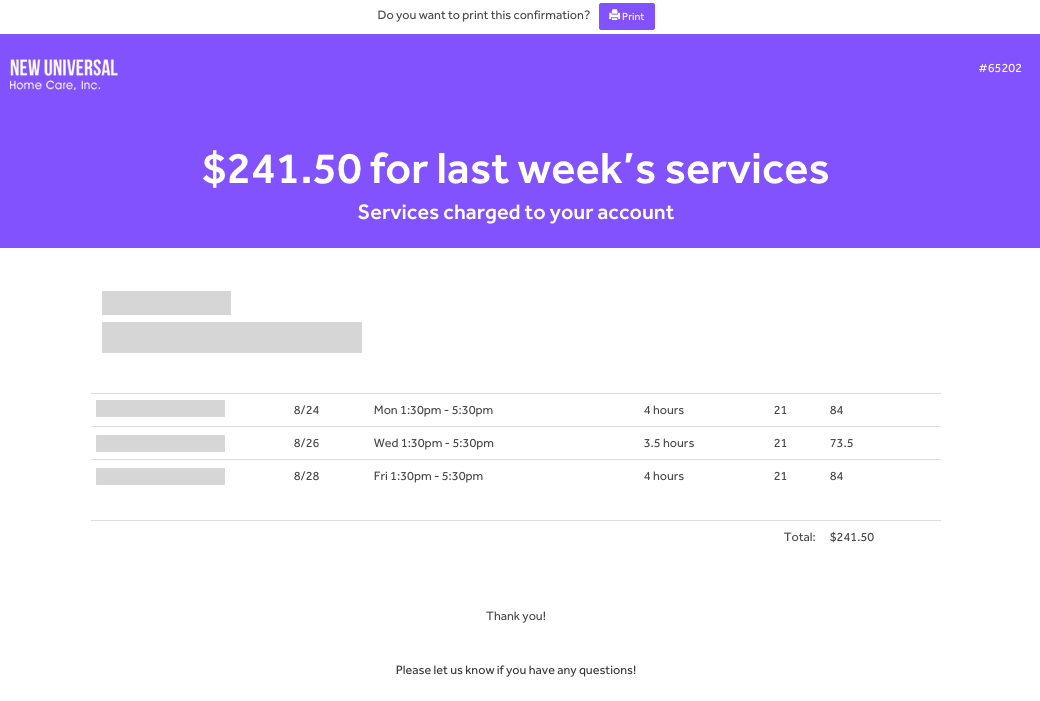 Do you want to print this confirmation? Print
NEW UNIVERSAL
Home Care, Inc.
#65202
$241.50 for last week’s services
Services charged to your account
8/24 Mon 1:30pm - 5:30pm 4 hours 21 84
8/26 Wed 1:30pm - 5:30pm 3.5 hours 21 73.5
8/28 Fri 1:30pm - 5:30pm 4 hours 21 84
Total: $241.50
Thank you!
Please let us know if you have any questions!